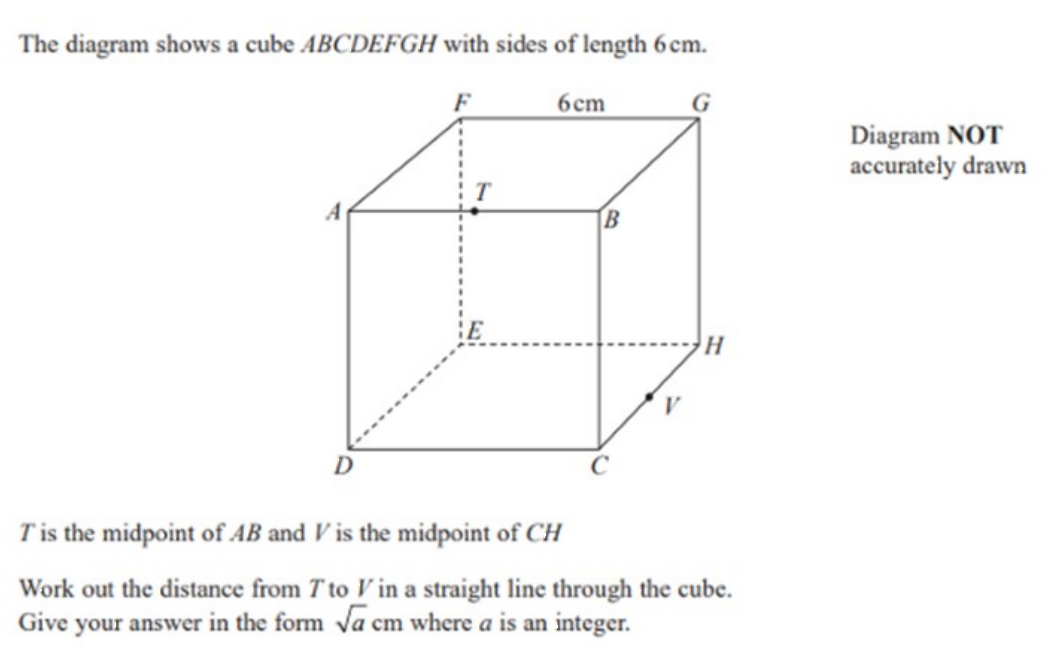 The diagram shows a cube ABCDEFGH with sides of length 6 cm.
F 6 cm G
Diagram NOT
accurately drawn
T
A B
E
H
V
D C
T is the midpoint of AB and V is the midpoint of CH
Work out the distance from T to V in a straight line through the cube.
Give your answer in the form √a cm where a is an integer.